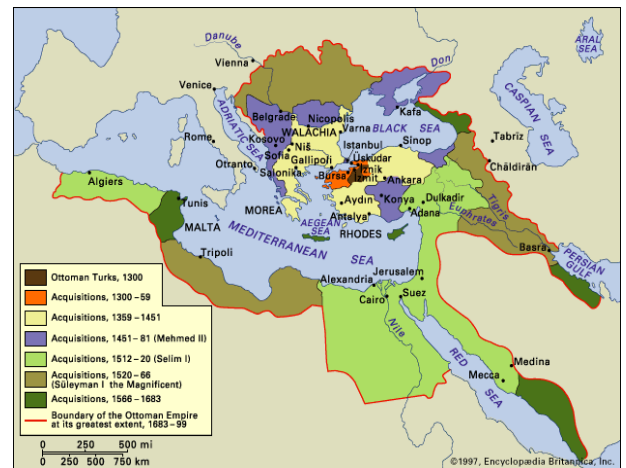 ARAL
SEA
Danube
Don
Vienna
CASPIAN
SEA
Venice
ADRIATIC SEA
Belgrade
Nicopolis
Kafa
WALACHIA
Varna
BLACK SEA
Kosovo
Rome
Niš
Sofia
Istanbul
Sinop
Tabriz
Otranto
Gallipoli
Üsküdar
Chāldirān
Salonika
Bursa
İznik
İzmit
Ankara
Algiers
Aydın
Konya
Dulkadir
Tigris
Tunis
MOREA
AEGEAN
SEA
Antalya
Adana
Euphrates
MALTA
RHODES
Basra
MEDITERRANEAN
SEA
Tripoli
PERSIAN
GULF
Jerusalem
Alexandria
Cairo
Suez
Nile
RED
SEA
Medina
Mecca
Ottoman Turks, 1300
Acquisitions, 1300–59
Acquisitions, 1359–1451
Acquisitions, 1451–81 (Mehmed II)
Acquisitions, 1512–20 (Selim I)
Acquisitions, 1520–66
(Süleyman I the Magnificent)
Acquisitions, 1566–1683
Boundary of the Ottoman Empire
at its greatest extent, 1683–99
0 250 500 mi
0 250 500 750 km
©1997, Encyclopædia Britannica, Inc.